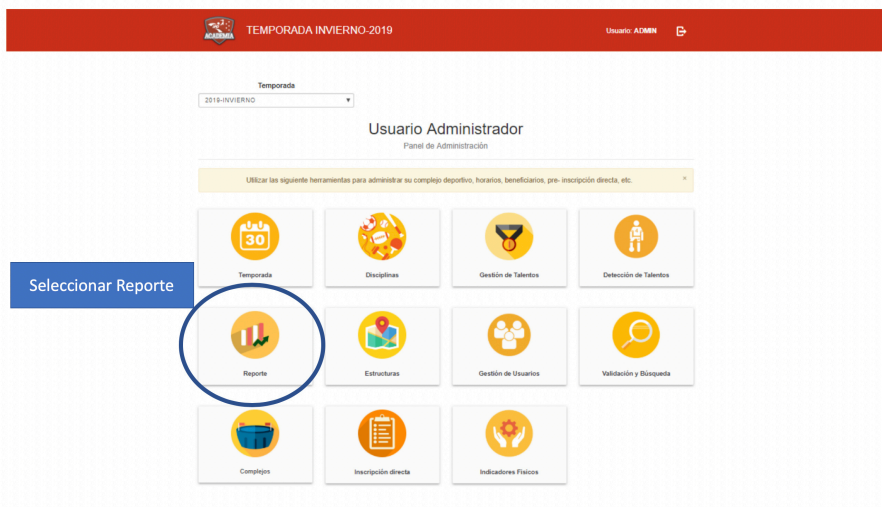 ACADEMIA
TEMPORADA INVIERNO-2019
Usuario: ADMIN
Temporada
2019-INVIERNO
Usuario Administrador
Panel de Administración
Utilizar las siguiente herramientas para administrar su complejo deportivo, horarios, beneficiarios, pre- inscripción directa, etc.
×
30
Temporada
Disciplinas
Gestión de Talentos
Detección de Talentos
Seleccionar Reporte
Reporte
Estructuras
Gestión de Usuarios
Validación y Búsqueda
Complejos
Inscripción directa
Indicadores Físicos